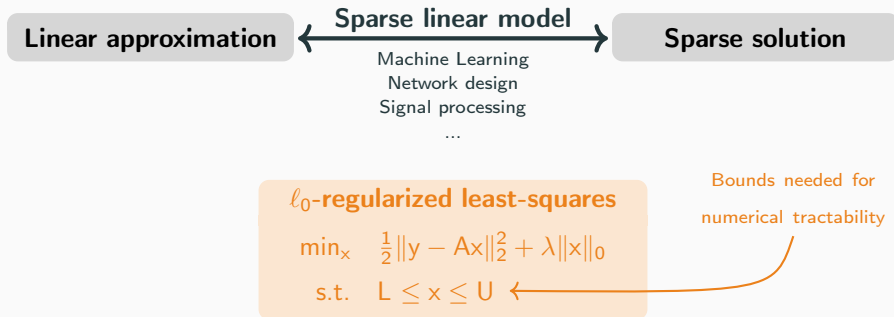 Linear approximation
Sparse linear model
Sparse solution
Machine Learning
Network design
Signal processing
...
ℓ₀-regularized least-squares
minₓ ½‖y − Ax‖₂² + λ‖x‖₀
s.t. L ≤ x ≤ U
Bounds needed for
numerical tractability